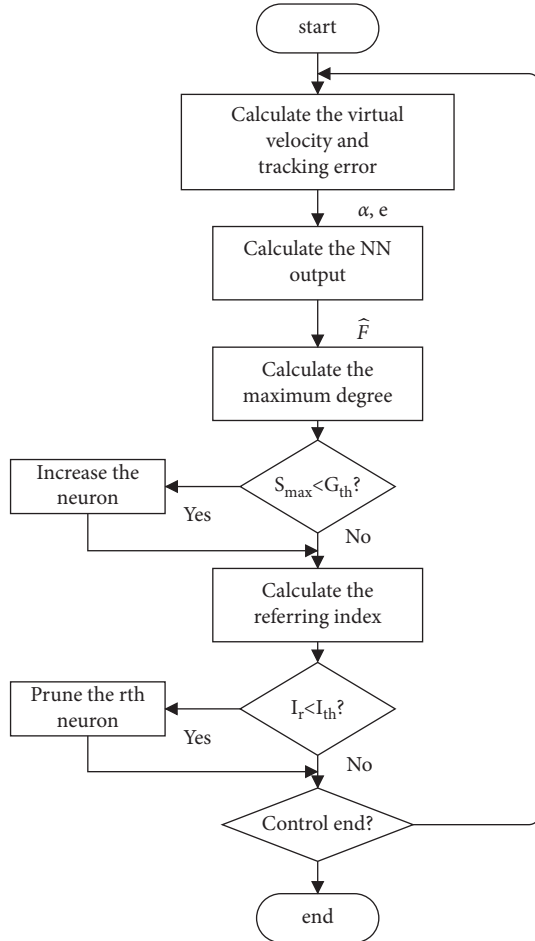 start
Calculate the virtual
velocity and
tracking error
α, e
Calculate the NN
output
F̂
Calculate the
maximum degree
Increase the
neuron
S_max<G_th?
Yes
No
Calculate the
referring index
Prune the rth
neuron
I_r<I_th?
Yes
No
Control end?
end